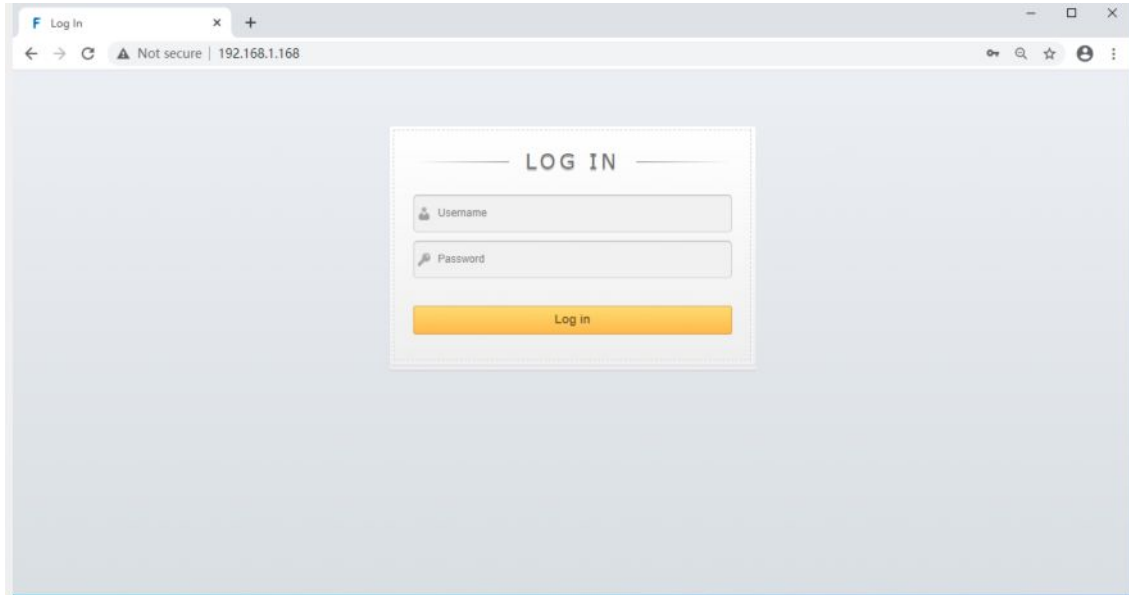 F Log In
Not secure | 192.168.1.168
LOG IN
Username
Password
Log in